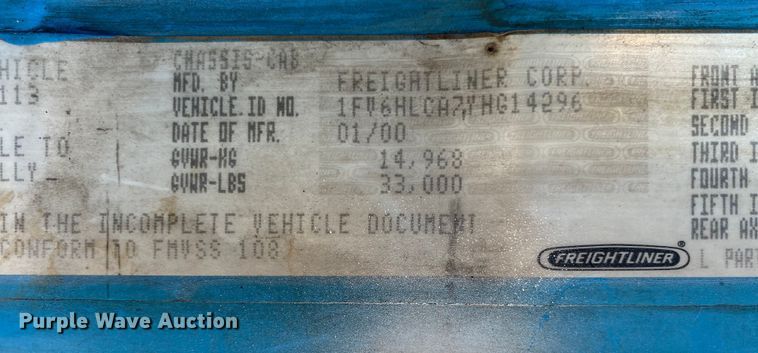 CHASSIS-CAB
HICLE MFD. BY FREIGHTLINER CORP. FRONT A
113 VEHICLE ID NO. 1FV6HLCA7YHG14296 FIRST I
DATE OF MFR. 01/00 SECOND
LE TO GVWR-KG 14,968 THIRD I
LLY GVWR-LBS 33,000 FOURTH
FIFTH I
IN THE INCOMPLETE VEHICLE DOCUMENT REAR AX
CONFORM TO FMVSS 108
FREIGHTLINER® L PART
Purple Wave Auction